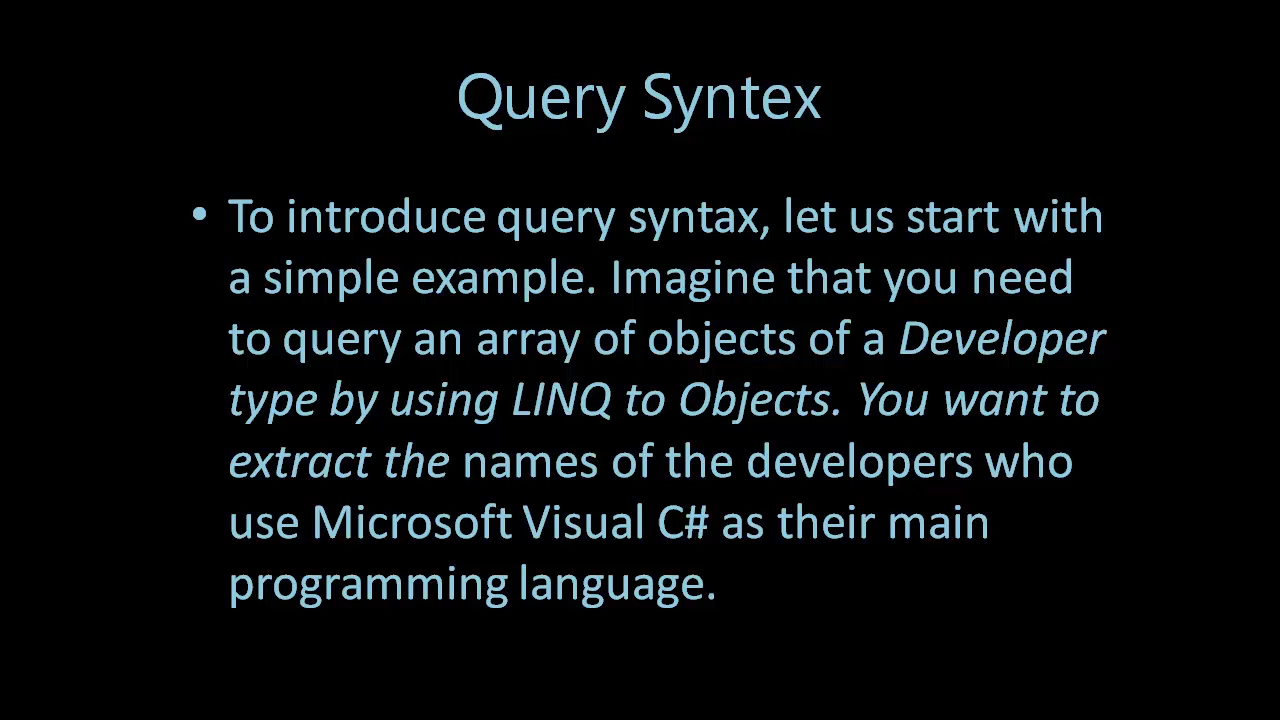 Query Syntex
• To introduce query syntax, let us start with
a simple example. Imagine that you need
to query an array of objects of a Developer
type by using LINQ to Objects. You want to
extract the names of the developers who
use Microsoft Visual C# as their main
programming language.